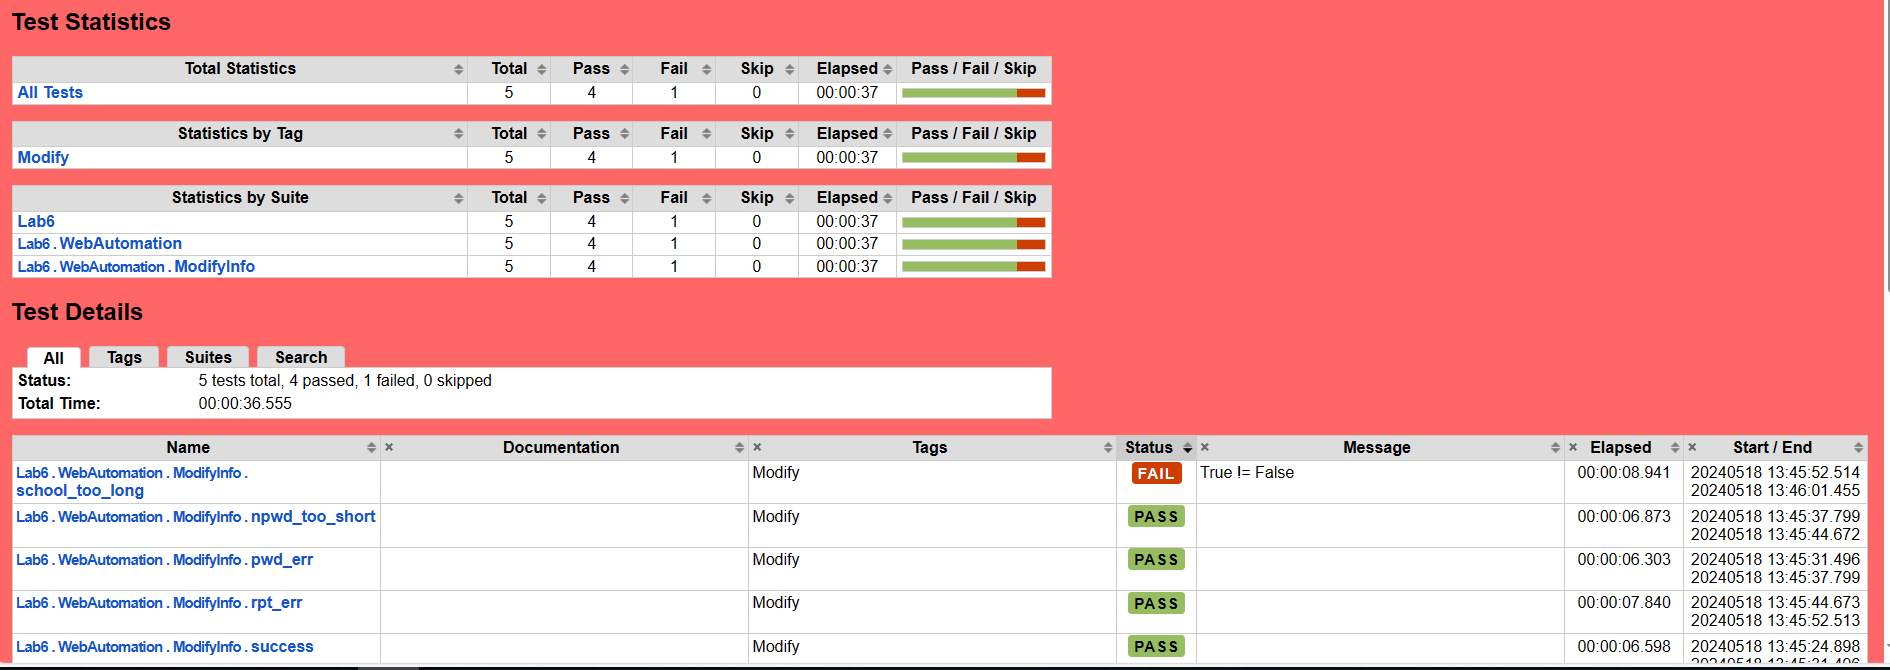 Test Statistics
Total Statistics Total Pass Fail Skip Elapsed Pass / Fail / Skip
All Tests 5 4 1 0 00:00:37
Statistics by Tag Total Pass Fail Skip Elapsed Pass / Fail / Skip
Modify 5 4 1 0 00:00:37
Statistics by Suite Total Pass Fail Skip Elapsed Pass / Fail / Skip
Lab6 5 4 1 0 00:00:37
Lab6 . WebAutomation 5 4 1 0 00:00:37
Lab6 . WebAutomation . ModifyInfo 5 4 1 0 00:00:37
Test Details
All Tags Suites Search
Status: 5 tests total, 4 passed, 1 failed, 0 skipped
Total Time: 00:00:36.555
Name × Documentation × Tags Status × Message × Elapsed × Start / End
Lab6 . WebAutomation . ModifyInfo . Modify FAIL True != False 00:00:08.941 20240518 13:45:52.514
school_too_long 20240518 13:46:01.455
Lab6 . WebAutomation . ModifyInfo . npwd_too_short Modify PASS 00:00:06.873 20240518 13:45:37.799
20240518 13:45:44.672
Lab6 . WebAutomation . ModifyInfo . pwd_err Modify PASS 00:00:06.303 20240518 13:45:31.496
20240518 13:45:37.799
Lab6 . WebAutomation . ModifyInfo . rpt_err Modify PASS 00:00:07.840 20240518 13:45:44.673
20240518 13:45:52.513
Lab6 . WebAutomation . ModifyInfo . success Modify PASS 00:00:06.598 20240518 13:45:24.898
20240518 13:45:31.496